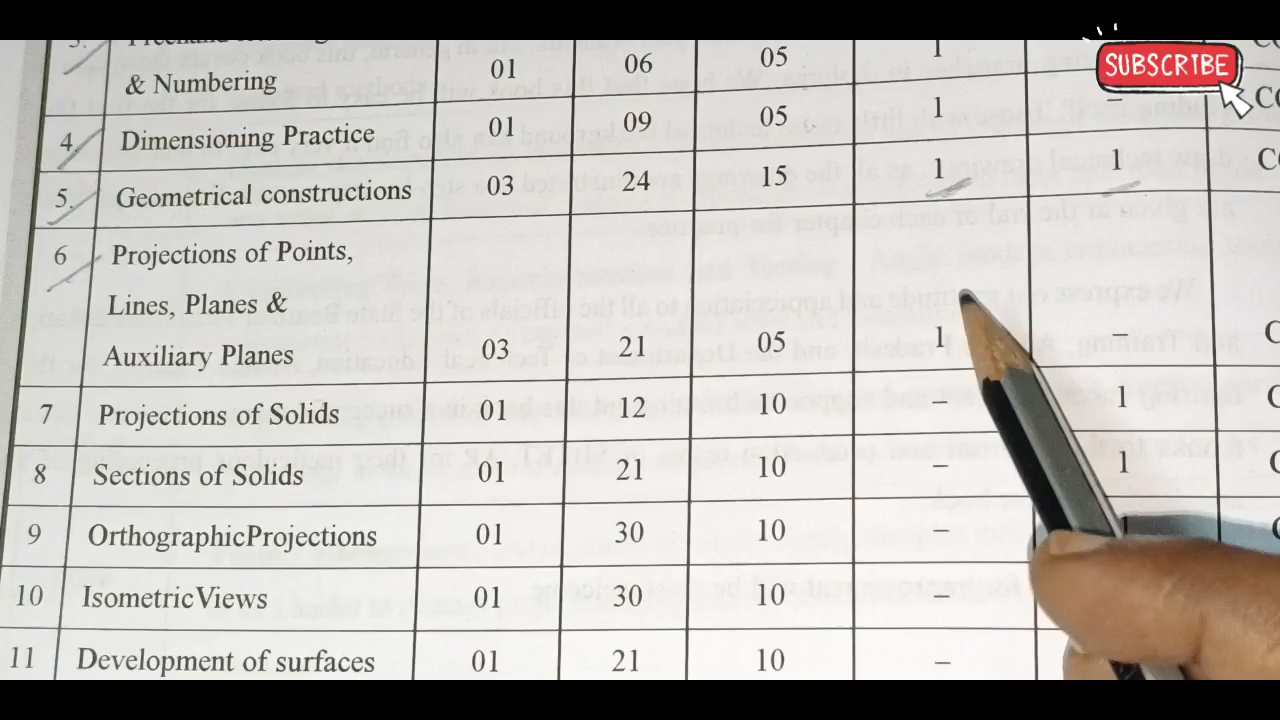 SUBSCRIBE
& Numbering 01 06 05 1
4. Dimensioning Practice 01 09 05 1
5. Geometrical constructions 03 24 15 1 1
6 Projections of Points,
Lines, Planes &
Auxiliary Planes 03 21 05 1 –
7 Projections of Solids 01 12 10 – 1
8 Sections of Solids 01 21 10 – 1
9 OrthographicProjections 01 30 10 –
10 IsometricViews 01 30 10 –
11 Development of surfaces 01 21 10 –